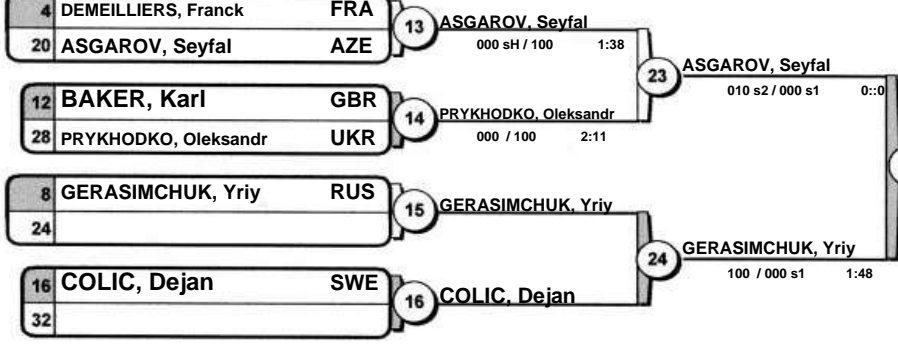 4 DEMEILLIERS, Franck FRA
20 ASGAROV, Seyfal AZE
13
ASGAROV, Seyfal
000 sH / 100 1:38
12 BAKER, Karl GBR
28 PRYKHODKO, Oleksandr UKR
14
PRYKHODKO, Oleksandr
000 / 100 2:11
23
ASGAROV, Seyfal
010 s2 / 000 s1 0::0
8 GERASIMCHUK, Yriy RUS
24
15
GERASIMCHUK, Yriy
16 COLIC, Dejan SWE
32
16
COLIC, Dejan
24
GERASIMCHUK, Yriy
100 / 000 s1 1:48